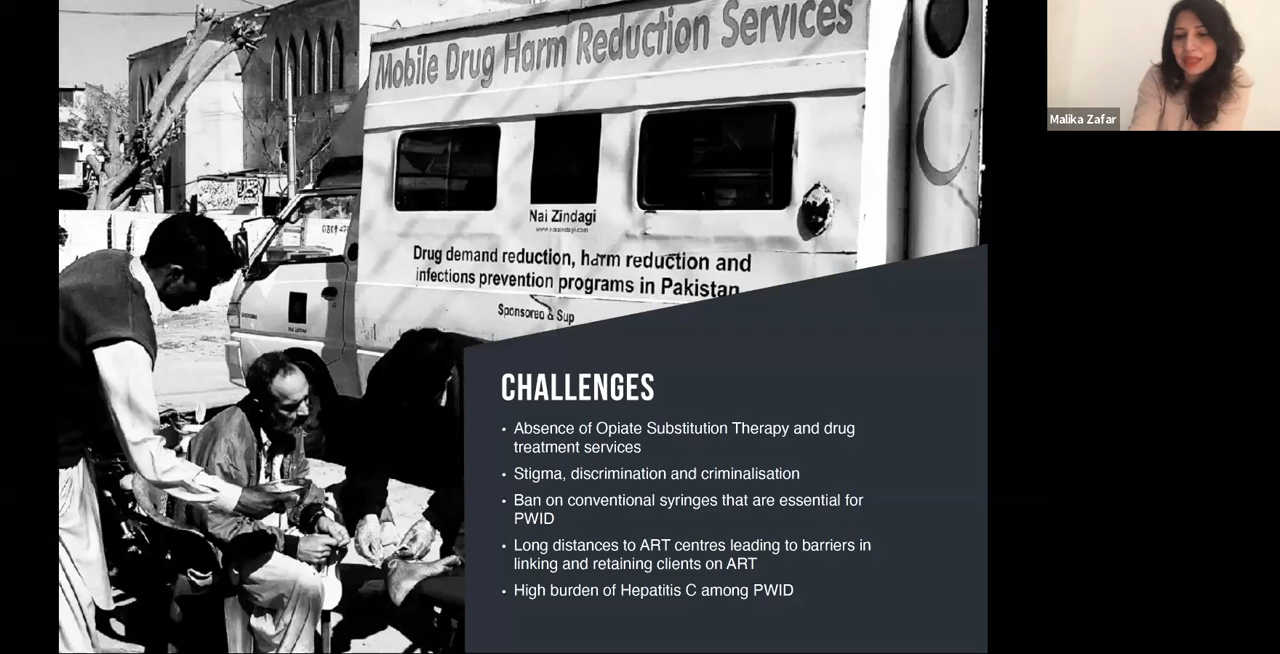 Mobile Drug Harm Reduction Services
Nai Zindagi
Drug demand reduction, harm reduction and
infections prevention programs in Pakistan
Sponsored & Sup
Malika Zafar
CHALLENGES
• Absence of Opiate Substitution Therapy and drug
treatment services
• Stigma, discrimination and criminalisation
• Ban on conventional syringes that are essential for
PWID
• Long distances to ART centres leading to barriers in
linking and retaining clients on ART
• High burden of Hepatitis C among PWID